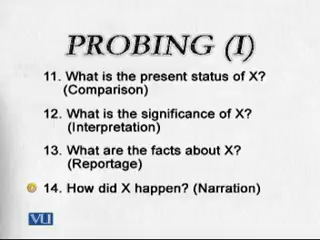 PROBING (I)
11. What is the present status of X?
(Comparison)
12. What is the significance of X?
(Interpretation)
13. What are the facts about X?
(Reportage)
14. How did X happen? (Narration)
VU